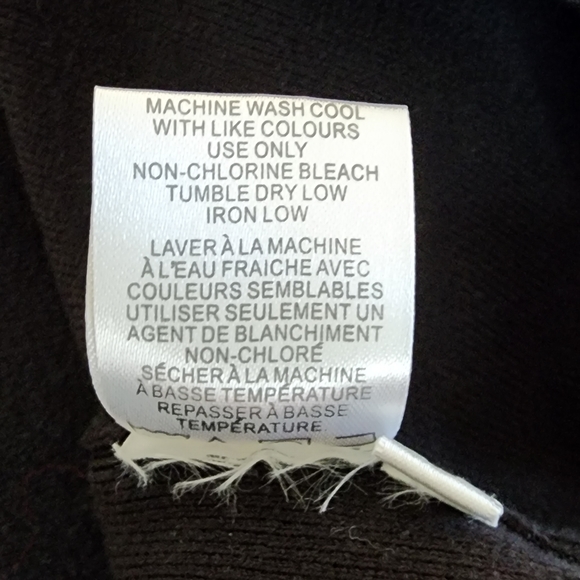 MACHINE WASH COOL
WITH LIKE COLOURS
USE ONLY
NON-CHLORINE BLEACH
TUMBLE DRY LOW
IRON LOW
LAVER À LA MACHINE
À L'EAU FRAICHE AVEC
COULEURS SEMBLABLES
UTILISER SEULEMENT UN
AGENT DE BLANCHIMENT
NON-CHLORÉ
SÉCHER À LA MACHINE
À BASSE TEMPÉRATURE
REPASSER À BASSE
TEMPÉRATURE